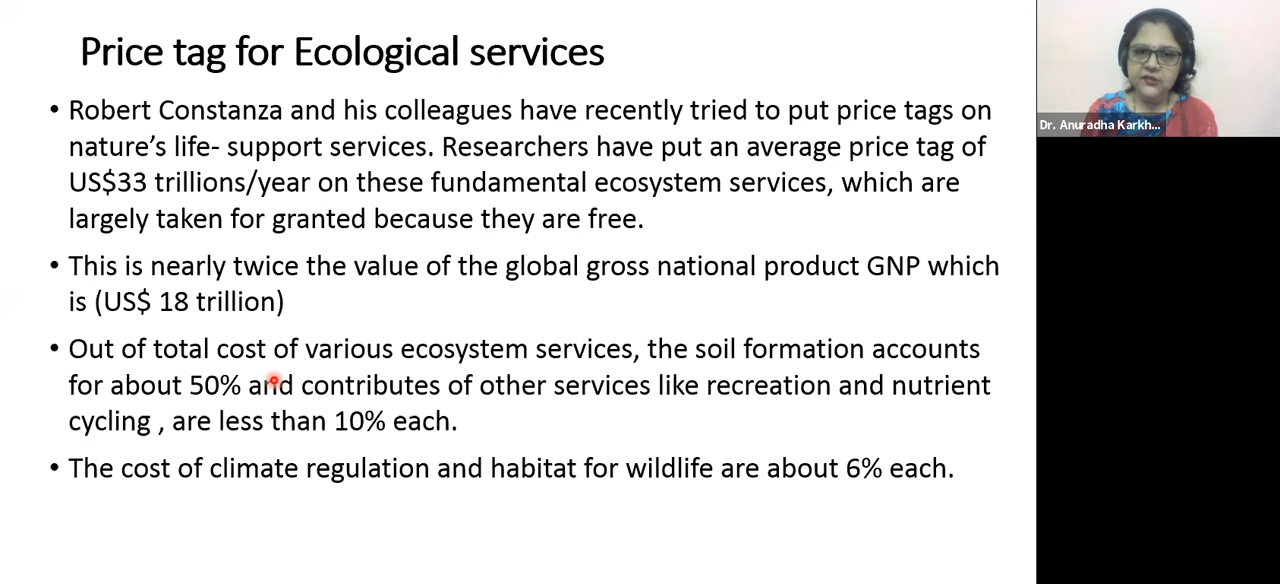 Price tag for Ecological services
• Robert Constanza and his colleagues have recently tried to put price tags on
nature’s life- support services. Researchers have put an average price tag of
US$33 trillions/year on these fundamental ecosystem services, which are
largely taken for granted because they are free.
• This is nearly twice the value of the global gross national product GNP which
is (US$ 18 trillion)
• Out of total cost of various ecosystem services, the soil formation accounts
for about 50% and contributes of other services like recreation and nutrient
cycling , are less than 10% each.
• The cost of climate regulation and habitat for wildlife are about 6% each.
Dr. Anuradha Karkh...